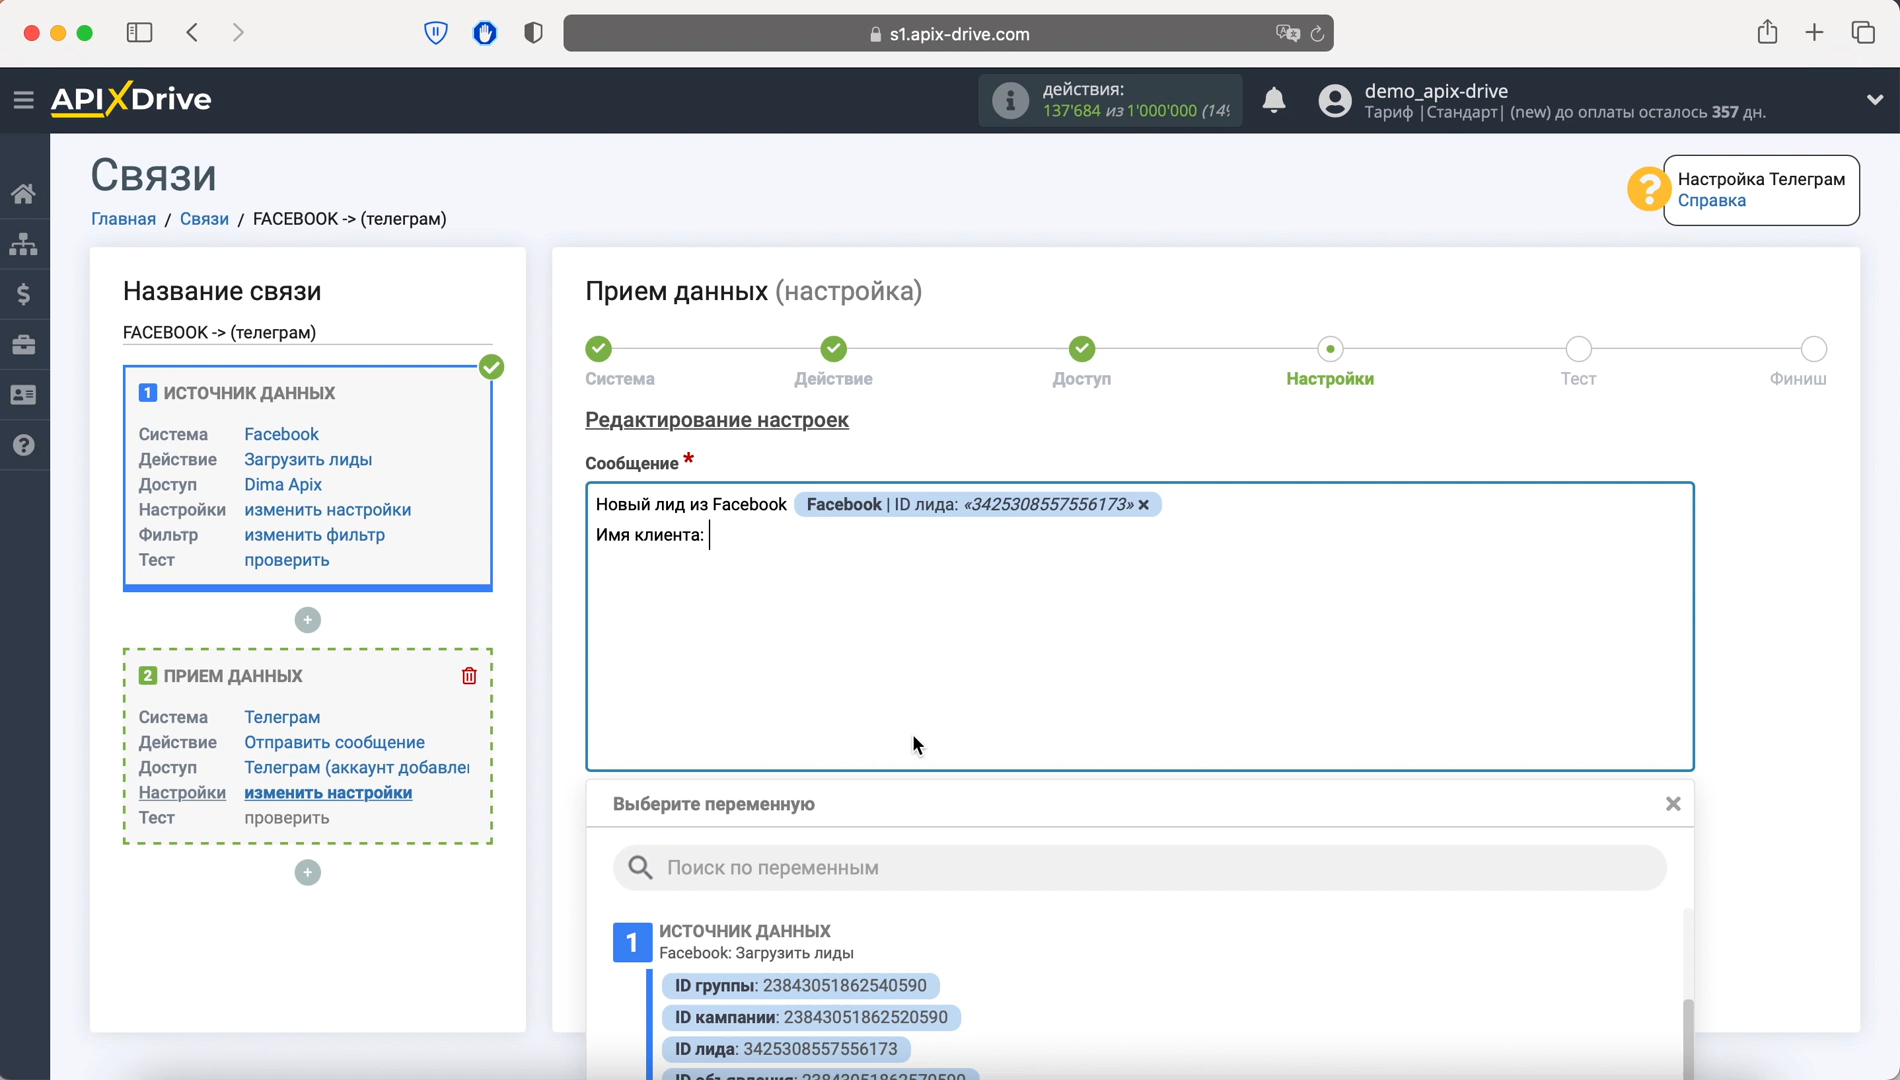 s1.apix-drive.com
APIXDrive
действия:
137'684 из 1'000'000 (14%
demo_apix-drive
Тариф |Стандарт| (new) до оплаты осталось 357 дн.
Связи
Главная / Связи / FACEBOOK -> (телеграм)
Настройка Телеграм
Справка
Название связи
FACEBOOK -> (телеграм)
1 ИСТОЧНИК ДАННЫХ
Система Facebook
Действие Загрузить лиды
Доступ Dima Apix
Настройки изменить настройки
Фильтр изменить фильтр
Тест проверить
2 ПРИЕМ ДАННЫХ
Система Телеграм
Действие Отправить сообщение
Доступ Телеграм (аккаунт добавлен
Настройки изменить настройки
Тест проверить
Прием данных (настройка)
Система Действие Доступ Настройки Тест Финиш
Редактирование настроек
Сообщение *
Новый лид из Facebook Facebook | ID лида: «3425308557556173» ×
Имя клиента:
Выберите переменную
Поиск по переменным
1 ИСТОЧНИК ДАННЫХ
Facebook: Загрузить лиды
ID группы: 23843051862540590
ID кампании: 23843051862520590
ID лида: 3425308557556173
ID объявления: 23843051862570590